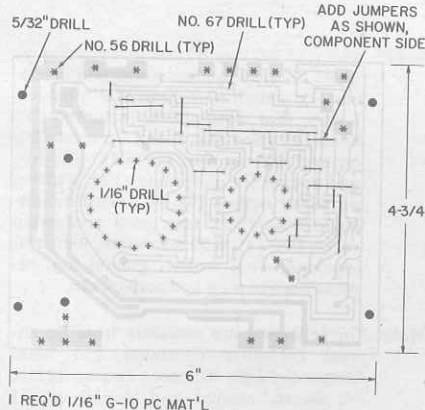 5/32" DRILL
NO. 67 DRILL (TYP)
ADD JUMPERS
AS SHOWN,
COMPONENT SIDE
NO. 56 DRILL (TYP)
1/16" DRILL
(TYP)
4-3/4
6"
1 REQ'D 1/16" G-10 PC MAT'L